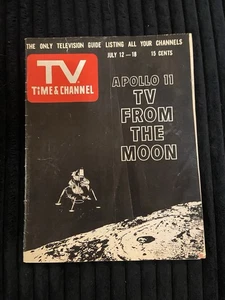 THE ONLY TELEVISION GUIDE LISTING ALL YOUR CHANNELS
TV
TIME & CHANNEL
JULY 12-18
15 CENTS
APOLLO 11
TV
FROM
THE
MOON